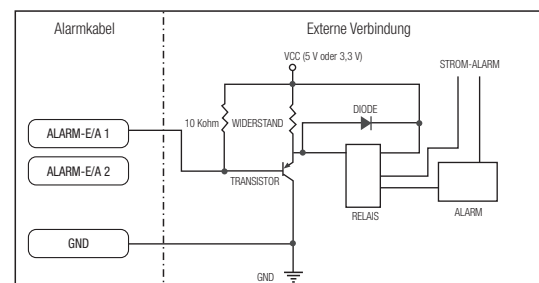 Alarmkabel
Externe Verbindung
VCC (5 V oder 3,3 V)
STROM-ALARM
DIODE
10 Kohm
WIDERSTAND
ALARM-E/A 1
ALARM-E/A 2
TRANSISTOR
RELAIS
ALARM
GND
GND